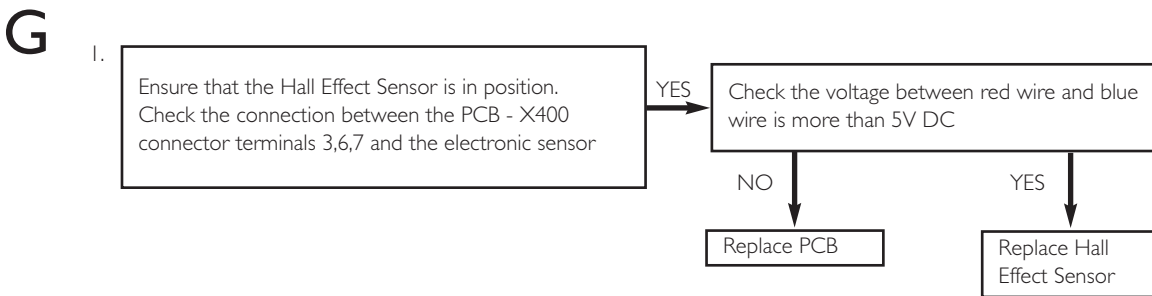 G
1.
Ensure that the Hall Effect Sensor is in position.
Check the connection between the PCB - X400
connector terminals 3,6,7 and the electronic sensor
YES
Check the voltage between red wire and blue
wire is more than 5V DC
NO
YES
Replace PCB
Replace Hall
Effect Sensor